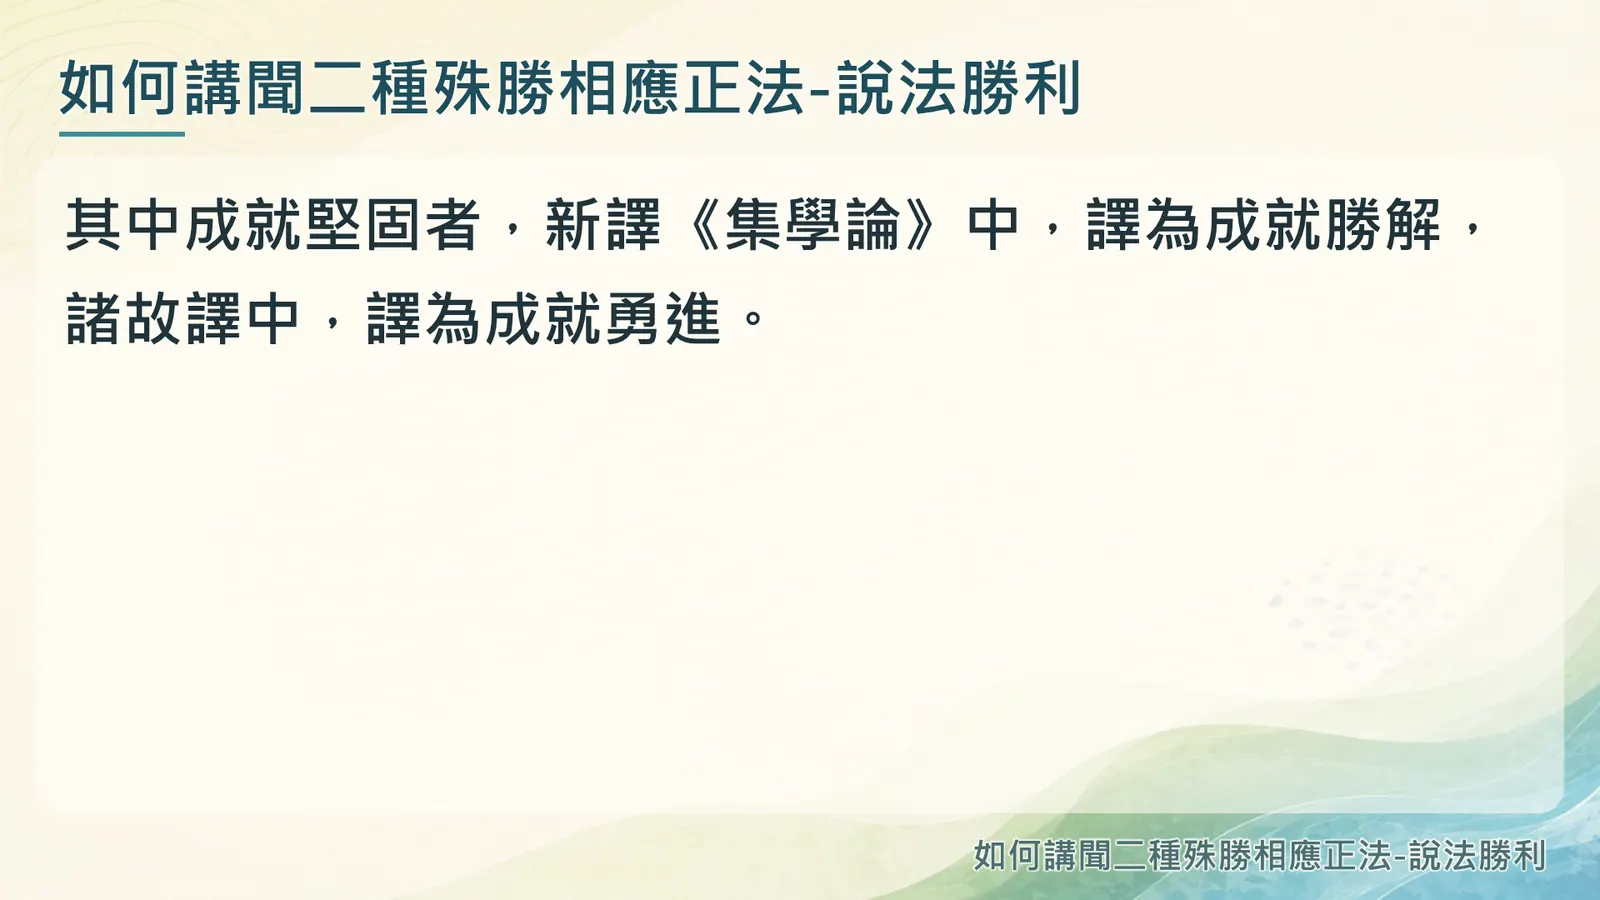 如何講聞二種殊勝相應正法-說法勝利
其中成就堅固者，新譯《集學論》中，譯為成就勝解，
諸故譯中，譯為成就勇進。
如何講聞二種殊勝相應正法-說法勝利